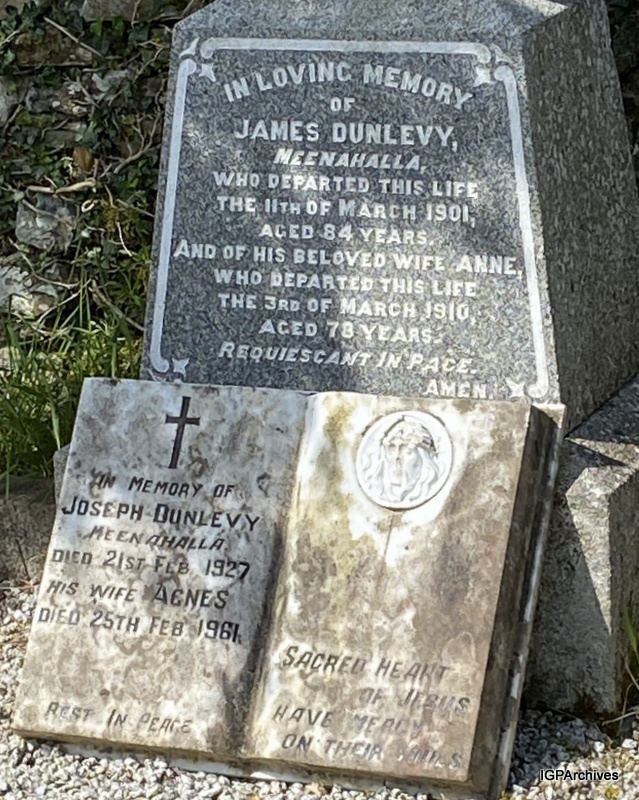 IN LOVING MEMORY
OF
JAMES DUNLEVY,
MEENAHALLA,
WHO DEPARTED THIS LIFE
THE 11TH OF MARCH 1901,
AGED 84 YEARS.
AND OF HIS BELOVED WIFE ANNE,
WHO DEPARTED THIS LIFE
THE 3RD OF MARCH 1910,
AGED 78 YEARS.
REQUIESCANT IN PACE.
AMEN
IN MEMORY OF
JOSEPH DUNLEVY
MEENAHALLA
DIED 21ST FEB 1927
HIS WIFE AGNES
DIED 25TH FEB 1961.
REST IN PEACE
SACRED HEART
OF JESUS
HAVE MERCY
ON THEIR SOULS
IGPArchives